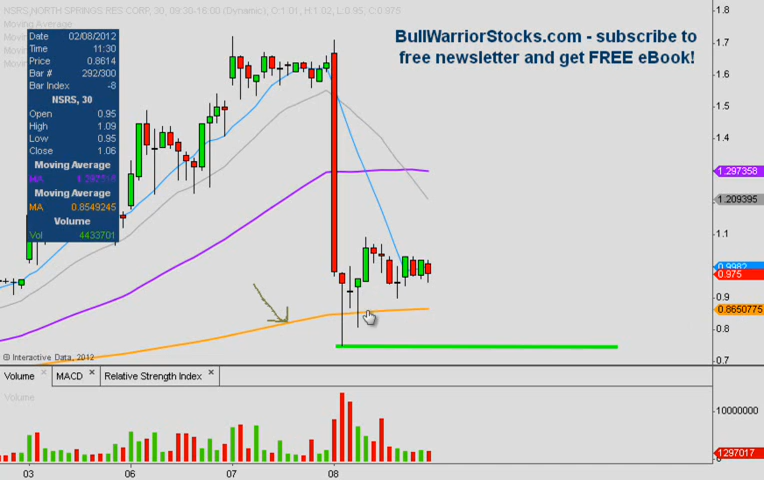 NSRS,NORTH SPRINGS RES CORP, 30, 09:30-16:00 (Dynamic), O:1.01, H:1.02, L:0.95, C:0.975
Moving Average
BullWarriorStocks.com - subscribe to
free newsletter and get FREE eBook!
Date 02/08/2012
Time 11:30
Price 0.8614
Bar # 292/300
Bar Index -8
NSRS, 30
Open 0.95
High 1.09
Low 0.95
Close 1.06
Moving Average
MA 1.297516
Moving Average
MA 0.8549245
Volume
Vol 4433701
1.8
1.7
1.6
1.5
1.4
1.297358
1.209395
1.1
0.9982
0.975
0.9
0.8650775
0.8
0.7
© Interactive Data, 2012
Volume × MACD × Relative Strength Index ×
Volume
10000000
1297017
03 06 07 08